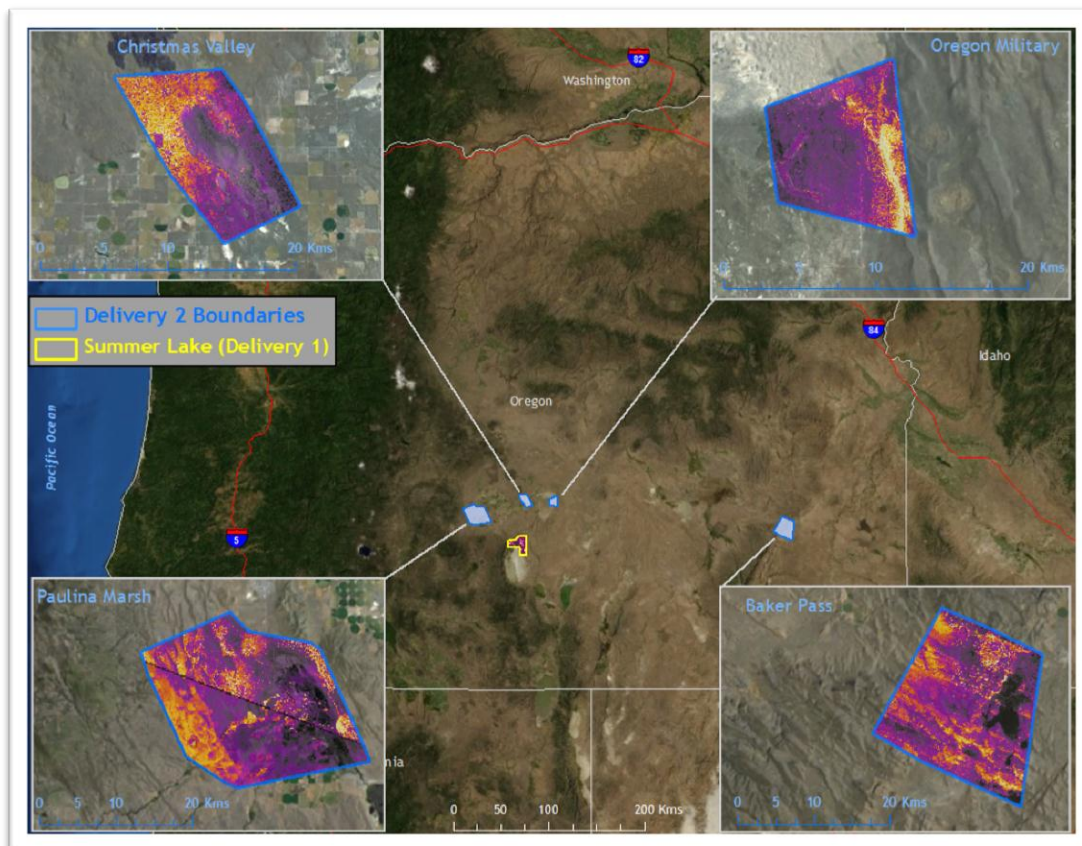 Christmas Valley
0 5 10 20 Kms
82
Washington
Oregon Military
0 5 10 20 Kms
Delivery 2 Boundaries
Summer Lake (Delivery 1)
84
Idaho
Oregon
Pacific Ocean
5
Paulina Marsh
0 5 10 20 Kms
nia
0 50 100 200 Kms
Baker Pass
0 5 10 20 Kms